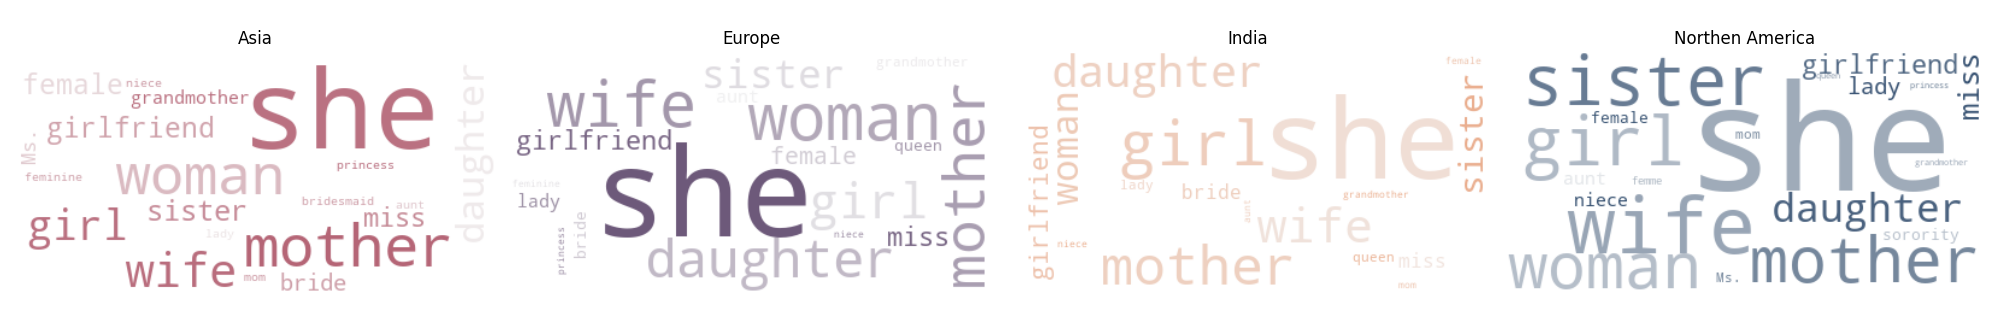 Asia
female
niece
grandmother
she
girlfriend
Ms.
princess
feminine
woman
daughter
bridesmaid
aunt
sister
miss
girl
lady
mother
wife
mom
bride
Europe
sister
grandmother
aunt
wife
woman
mother
girlfriend
queen
female
she
feminine
lady
girl
bride
princess
niece
miss
daughter
India
female
daughter
sister
woman
she
girl
girlfriend
lady
bride
grandmother
aunt
wife
niece
mother
queen
miss
mom
Northen America
girlfriend
miss
sister
queen
lady
princess
she
female
mom
girl
grandmother
aunt
femme
niece
daughter
wife
sorority
woman
mother
Ms.